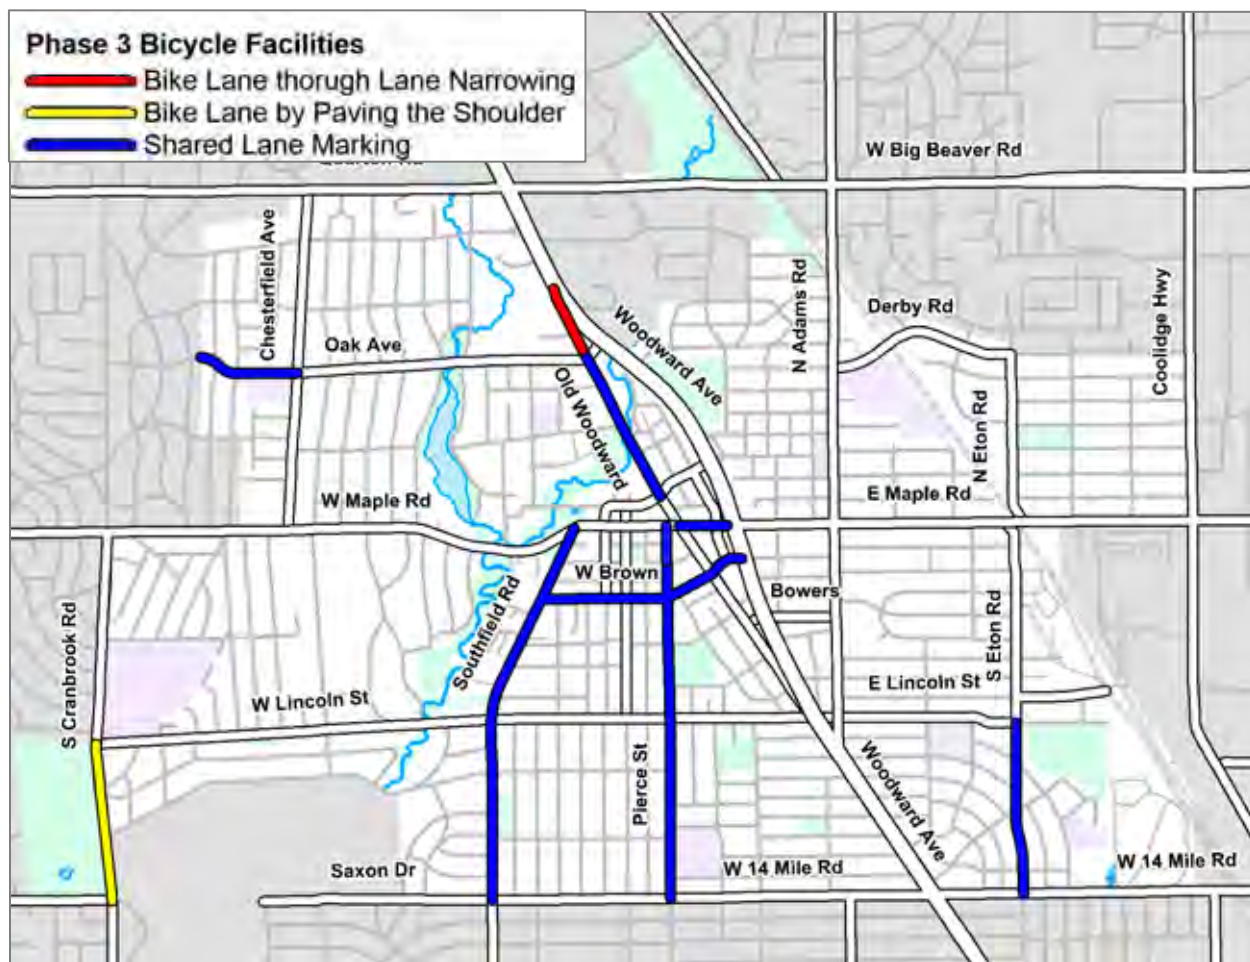 Phase 3 Bicycle Facilities
Bike Lane thorugh Lane Narrowing
Bike Lane by Paving the Shoulder
Shared Lane Marking
W Big Beaver Rd
Chesterfield Ave
Woodward Ave
N Adams Rd
Derby Rd
Coolidge Hwy
Oak Ave
Old Woodward
N Eton Rd
W Maple Rd
E Maple Rd
W Brown
Bowers
Southfield Rd
S Cranbrook Rd
S Eton Rd
W Lincoln St
E Lincoln St
Pierce St
Woodward Ave
Saxon Dr
W 14 Mile Rd
W 14 Mile Rd